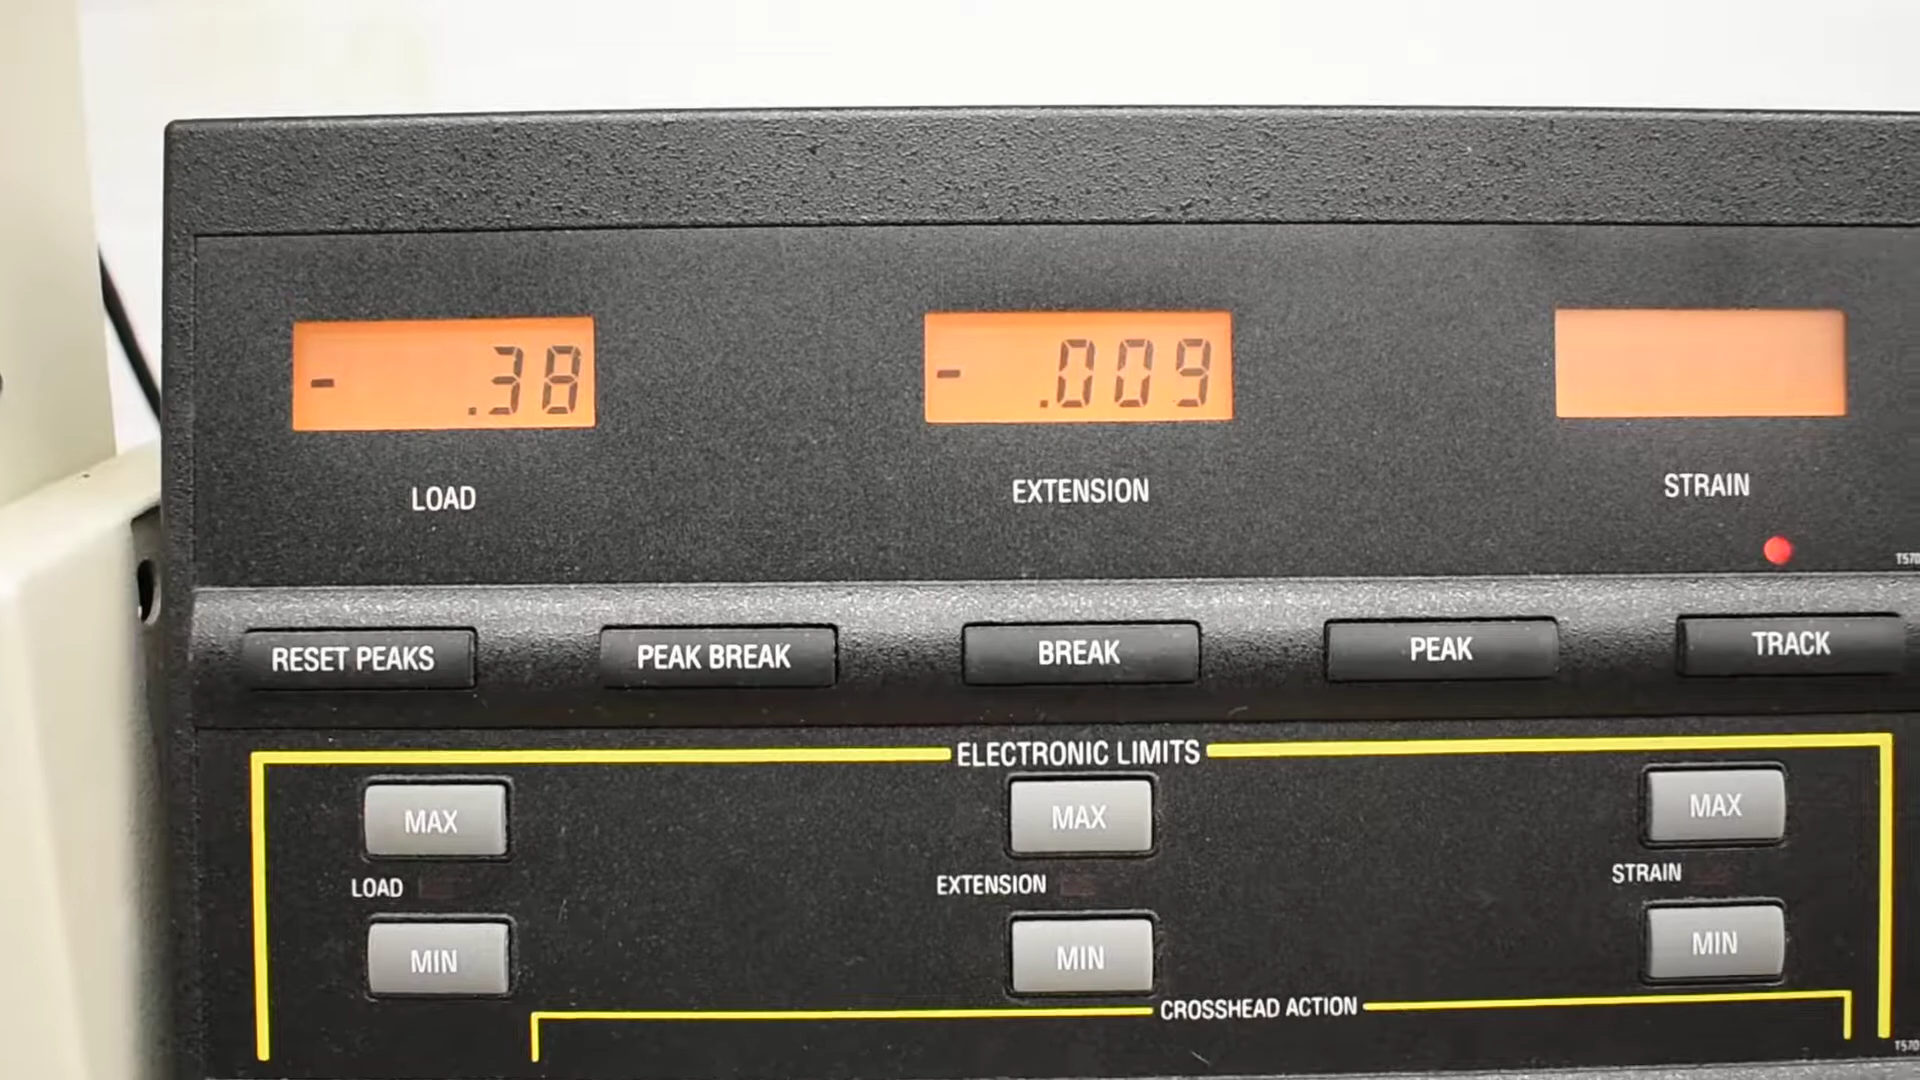 - .38
- .009
LOAD
EXTENSION
STRAIN
RESET PEAKS
PEAK BREAK
BREAK
PEAK
TRACK
ELECTRONIC LIMITS
MAX
MAX
MAX
LOAD
EXTENSION
STRAIN
MIN
MIN
MIN
CROSSHEAD ACTION